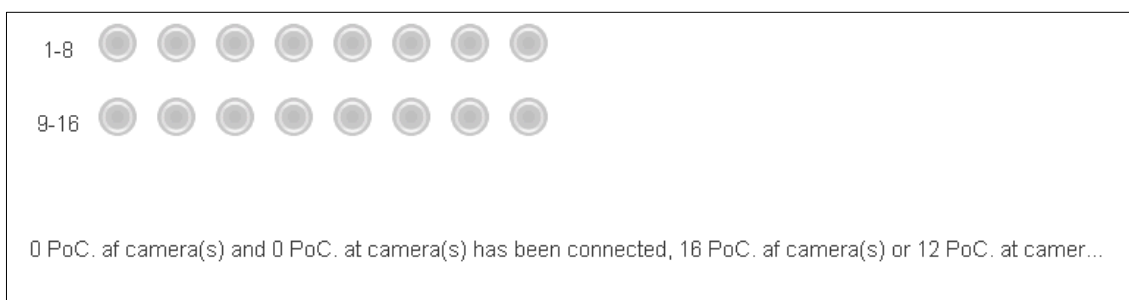 1-8
9-16
0 PoC. af camera(s) and 0 PoC. at camera(s) has been connected, 16 PoC. af camera(s) or 12 PoC. at camer...